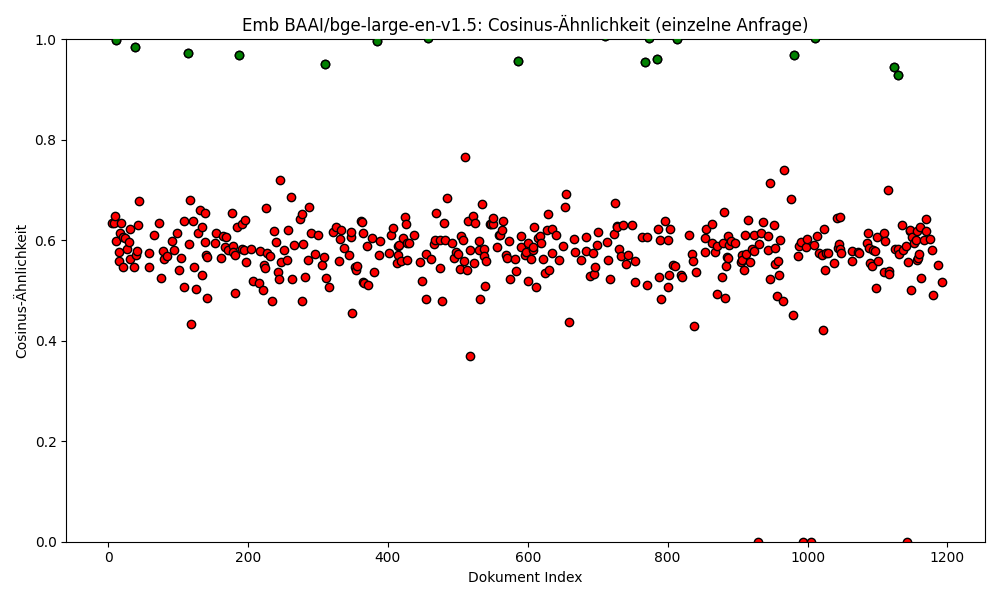 Emb BAAI/bge-large-en-v1.5: Cosinus-Ähnlichkeit (einzelne Anfrage)
Cosinus-Ähnlichkeit
1.0
0.8
0.6
0.4
0.2
0.0
0 200 400 600 800 1000 1200
Dokument Index